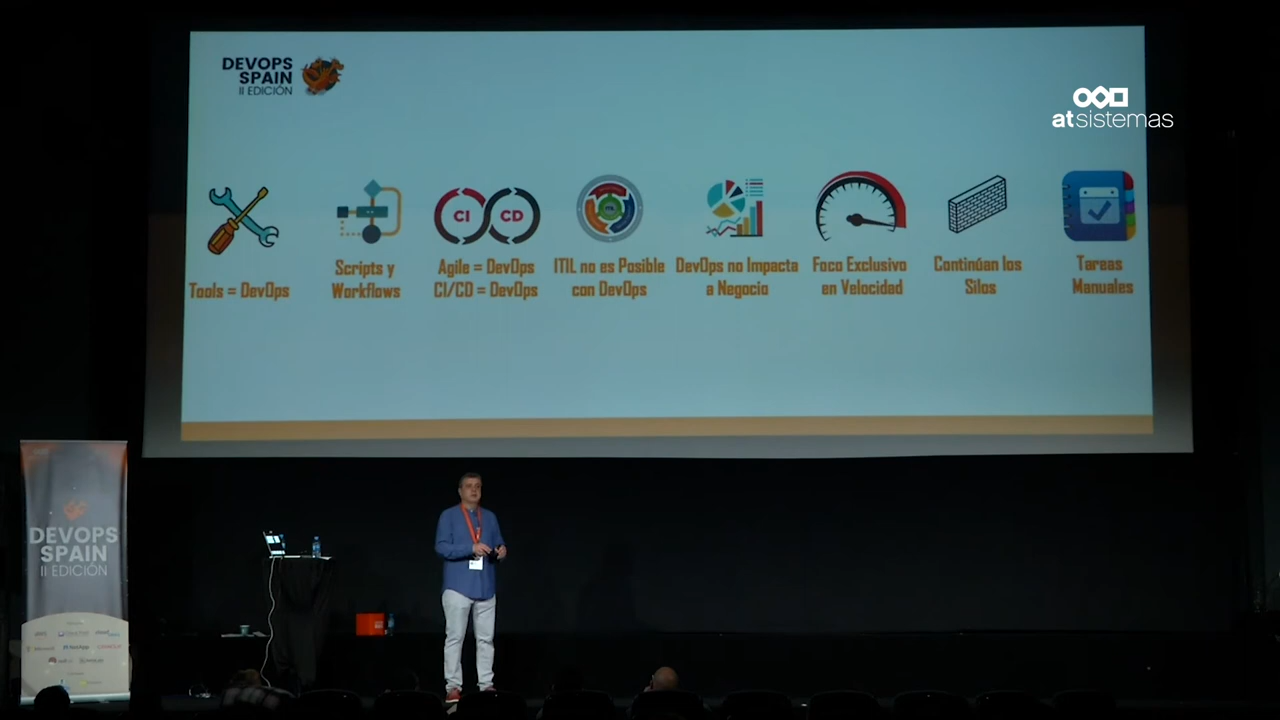 DEVOPS
SPAIN
II EDICIÓN
atsistemas
Tools = DevOps
Scripts y
Workflows
CI CD
Agile = DevOps
CI/CD = DevOps
ITIL no es Posible
con DevOps
DevOps no Impacta
a Negocio
Foco Exclusivo
en Velocidad
Continúan los
Silos
Tareas
Manuales
DEVOPS
SPAIN
II EDICIÓN